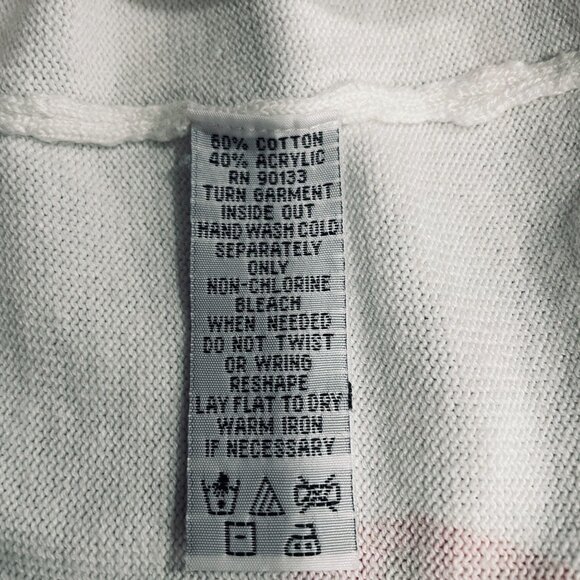 60% COTTON
40% ACRYLIC
RN 90133
TURN GARMENT
INSIDE OUT
HAND WASH COLD
SEPARATELY
ONLY
NON-CHLORINE
BLEACH
WHEN NEEDED
DO NOT TWIST
OR WRING
RESHAPE
LAY FLAT TO DRY
WARM IRON
IF NECESSARY